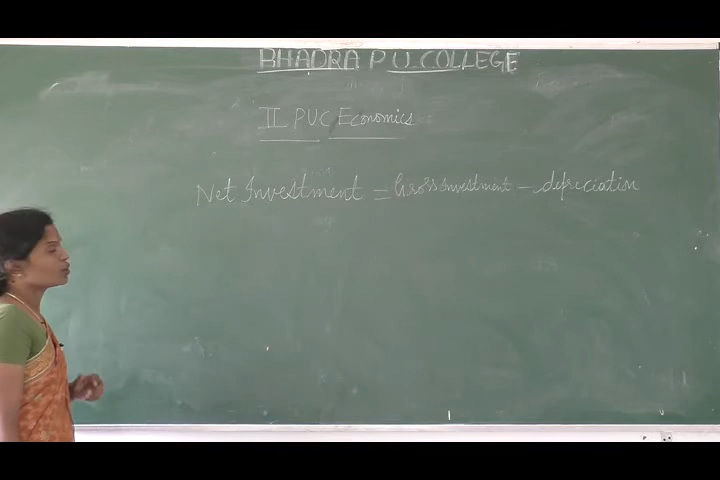 BHADRA P U COLLEGE
II PUC Economics
Net Investment = Gross investment - depreciation